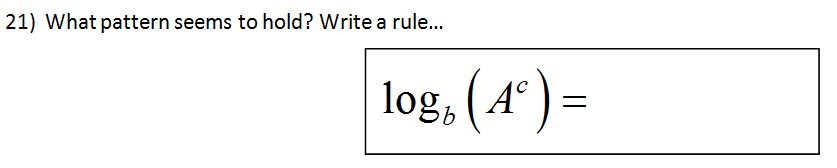 21) What pattern seems to hold? Write a rule...
log_b (A^c) =